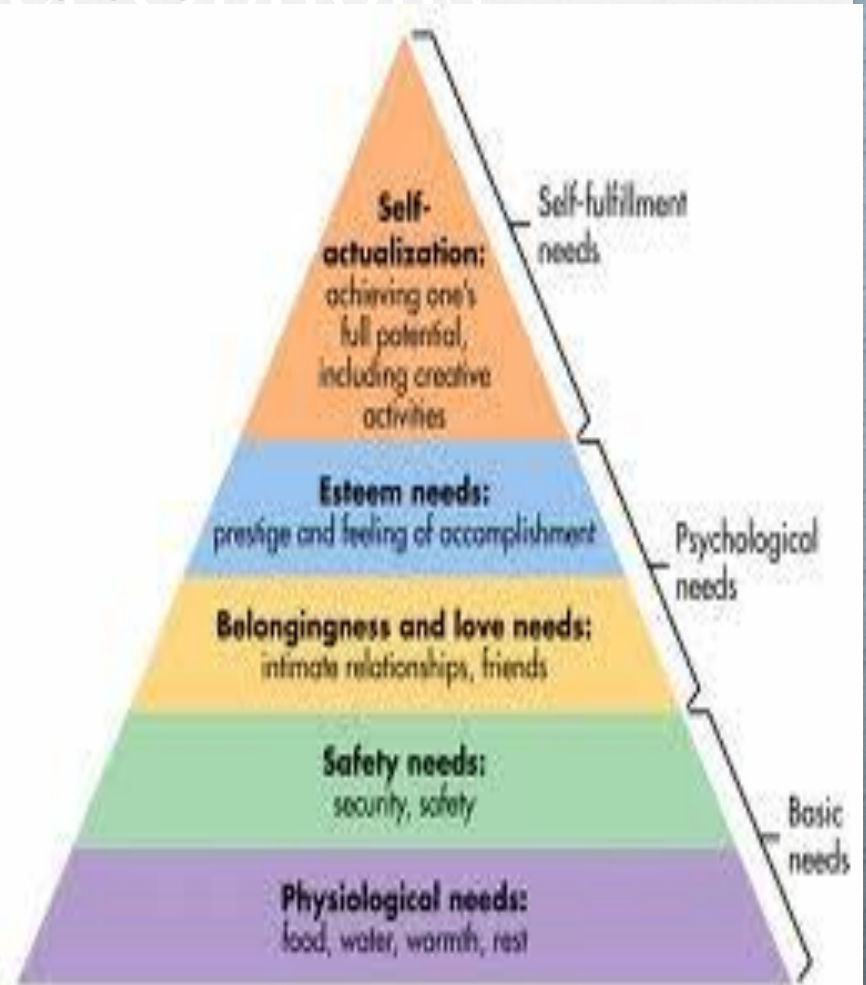 Self-
actualization:
achieving one's
full potential,
including creative
activities
Self-fulfillment
needs
Esteem needs:
prestige and feeling of accomplishment
Psychological
needs
Belongingness and love needs:
intimate relationships, friends
Safety needs:
security, safety
Basic
needs
Physiological needs:
food, water, warmth, rest